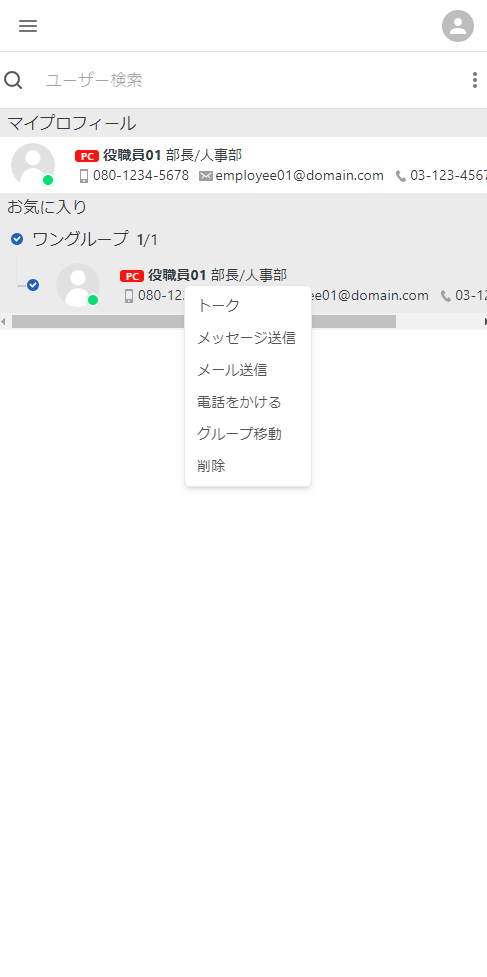 ユーザー検索
マイプロフィール
PC 役職員01 部長/人事部
080-1234-5678 employee01@domain.com 03-123-4567
お気に入り
ワングループ 1/1
PC 役職員01 部長/人事部
080-12 ee01@domain.com 03-12
トーク
メッセージ送信
メール送信
電話をかける
グループ移動
削除